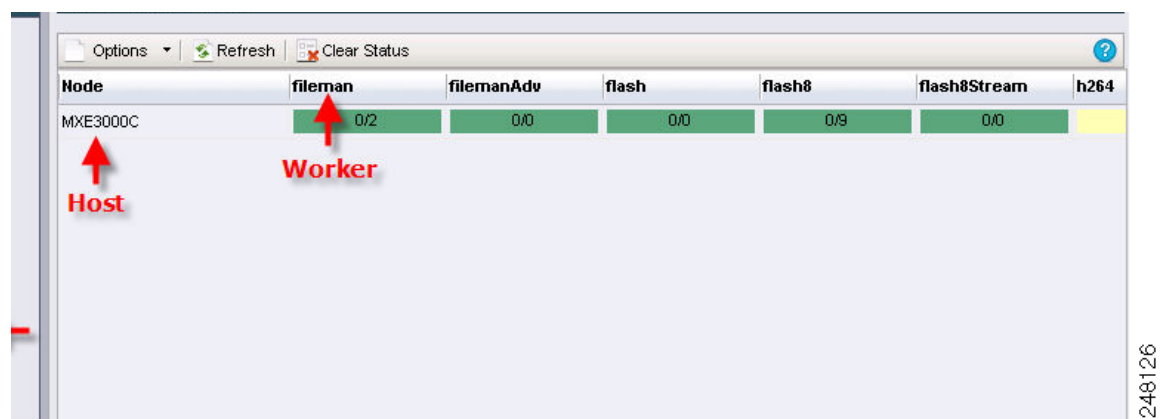 Options Refresh Clear Status ?
Node fileman filemanAdv flash flash8 flash8Stream h264
MXE3000C 0/2 0/0 0/0 0/9 0/0
Worker
Host
248126